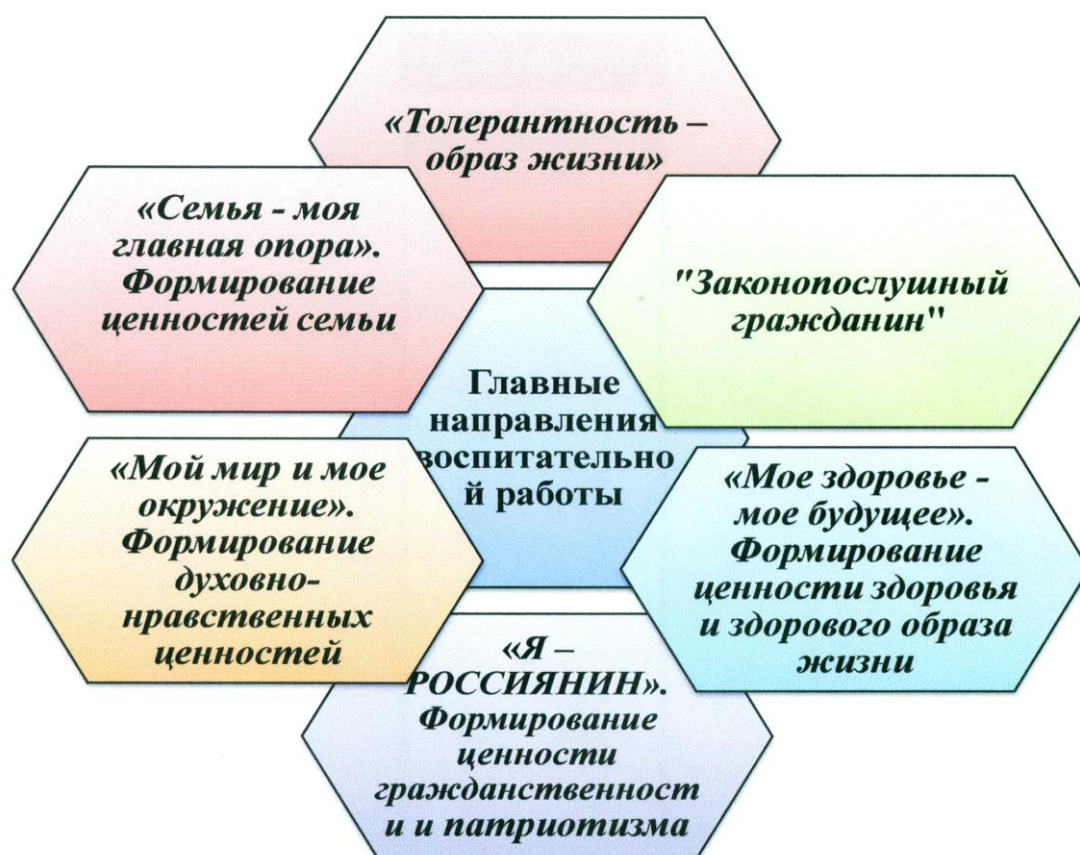 «Толерантность –
образ жизни»
«Семья - моя
главная опора».
Формирование
ценностей семьи
"Законопослушный
гражданин"
Главные
направления
воспитательно
й работы
«Мой мир и мое
окружение».
Формирование
духовно-
нравственных
ценностей
«Мое здоровье -
мое будущее».
Формирование
ценности здоровья
и здорового образа
жизни
«Я –
РОССИЯНИН».
Формирование
ценности
гражданственност
и и патриотизма